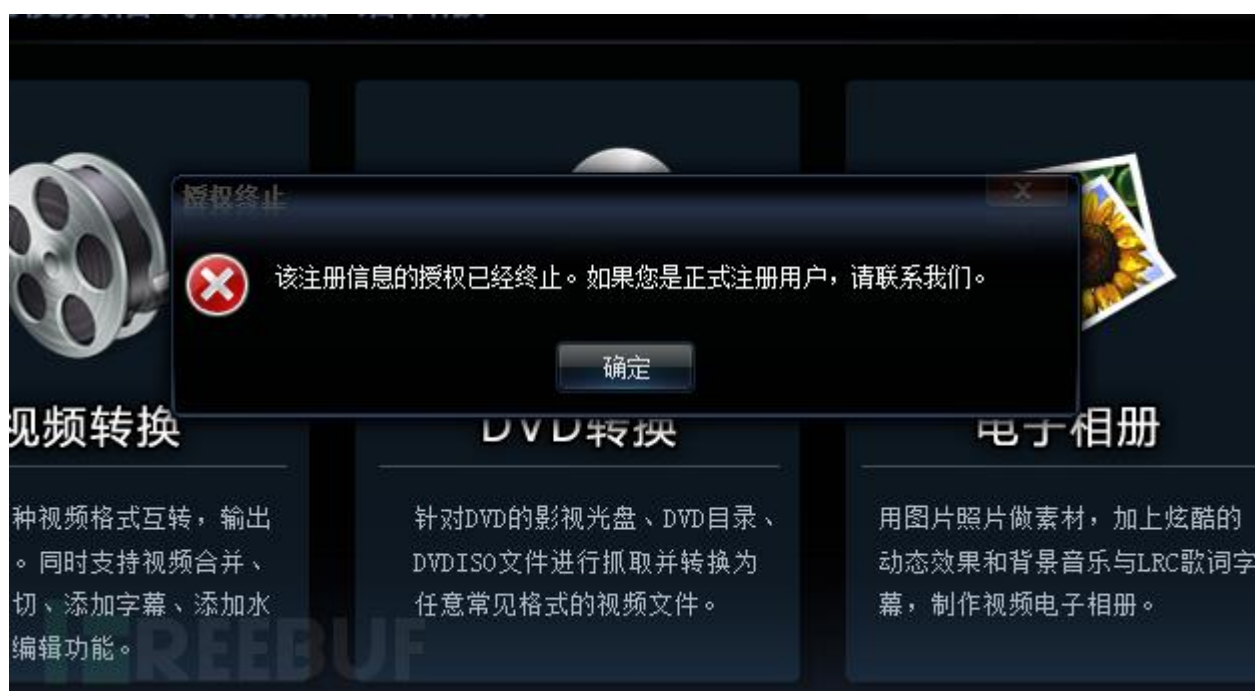 授权终止
X
该注册信息的授权已经终止。如果您是正式注册用户，请联系我们。
确定
视频转换
DVD转换
电子相册
种视频格式互转，输出
。同时支持视频合并、
切、添加字幕、添加水
编辑功能。
针对DVD的影视光盘、DVD目录、
DVDISO文件进行抓取并转换为
任意常见格式的视频文件。
用图片照片做素材，加上炫酷的
动态效果和背景音乐与LRC歌词字
幕，制作视频电子相册。
REEBUF